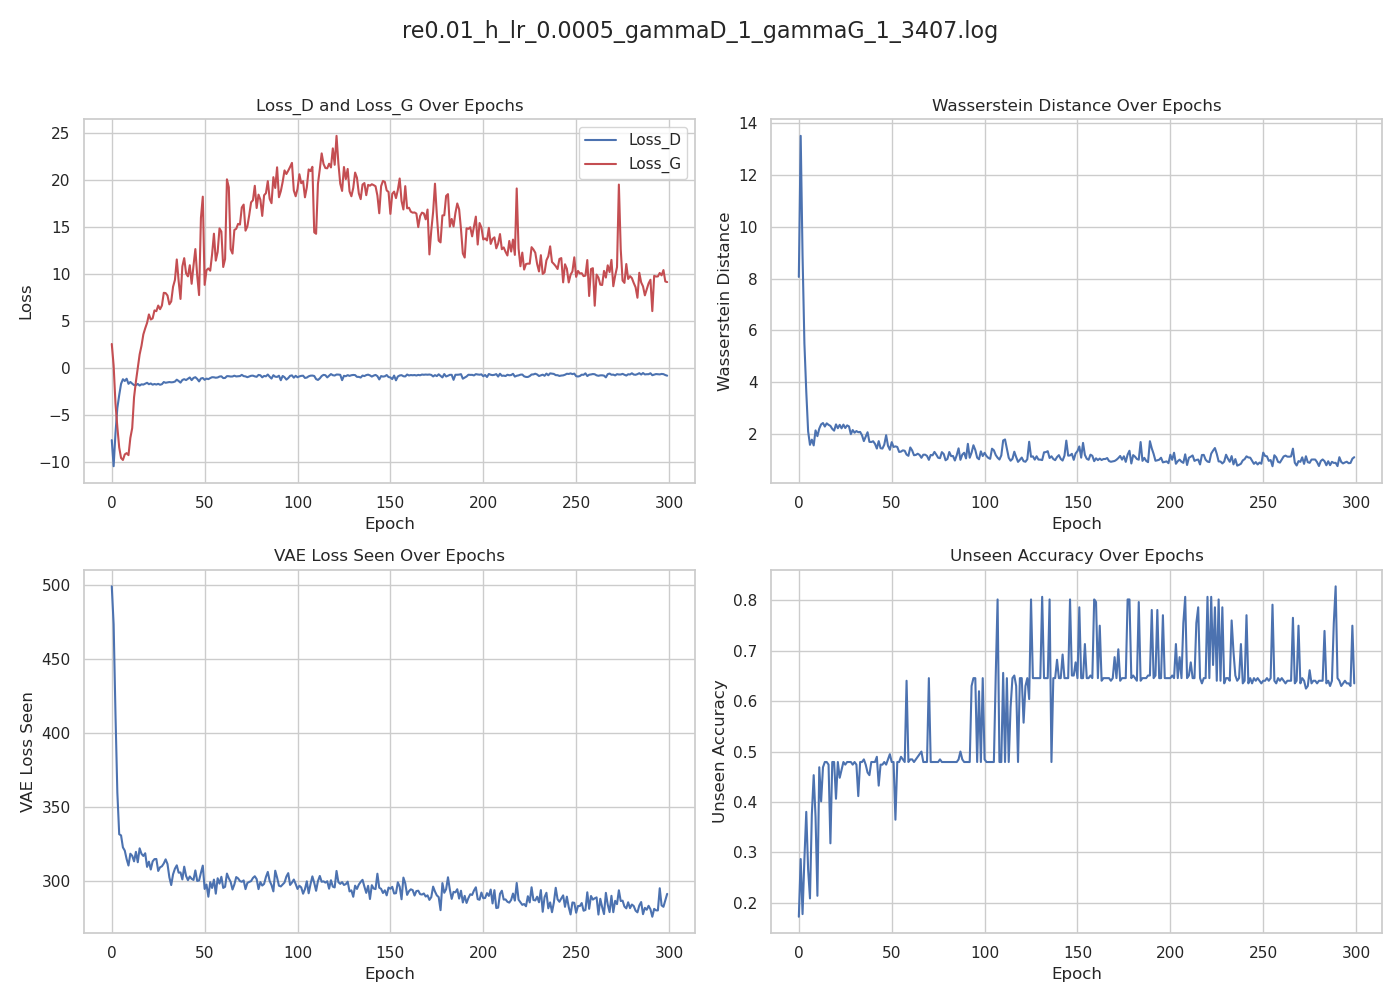 re0.01_h_lr_0.0005_gammaD_1_gammaG_1_3407.log
Loss_D and Loss_G Over Epochs
Loss
25
20
15
10
5
0
−5
−10
Loss_D
Loss_G
0 50 100 150 200 250 300
Epoch
Wasserstein Distance Over Epochs
Wasserstein Distance
14
12
10
8
6
4
2
0 50 100 150 200 250 300
Epoch
VAE Loss Seen Over Epochs
VAE Loss Seen
500
450
400
350
300
0 50 100 150 200 250 300
Epoch
Unseen Accuracy Over Epochs
Unseen Accuracy
0.8
0.7
0.6
0.5
0.4
0.3
0.2
0 50 100 150 200 250 300
Epoch